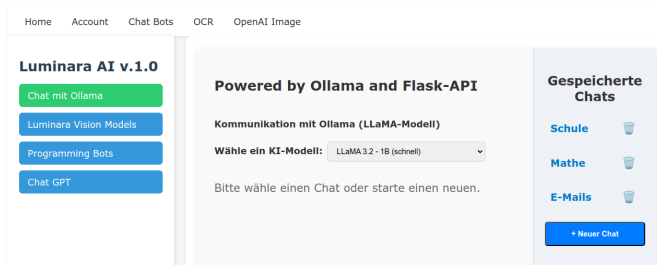 Home Account Chat Bots OCR OpenAI Image
Luminara AI v.1.0
Chat mit Ollama
Luminara Vision Models
Programming Bots
Chat GPT
Powered by Ollama and Flask-API
Kommunikation mit Ollama (LLaMA-Modell)
Wähle ein KI-Modell: LLaMA 3.2 - 1B (schnell)
Bitte wähle einen Chat oder starte einen neuen.
Gespeicherte
Chats
Schule
Mathe
E-Mails
+ Neuer Chat